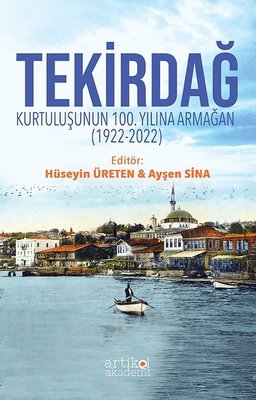 TEKİRDAĞ
KURTULUŞUNUN 100. YILINA ARMAĞAN
(1922-2022)
Editör:
Hüseyin ÜRETEN & Ayşen SİNA
artikel
akademi